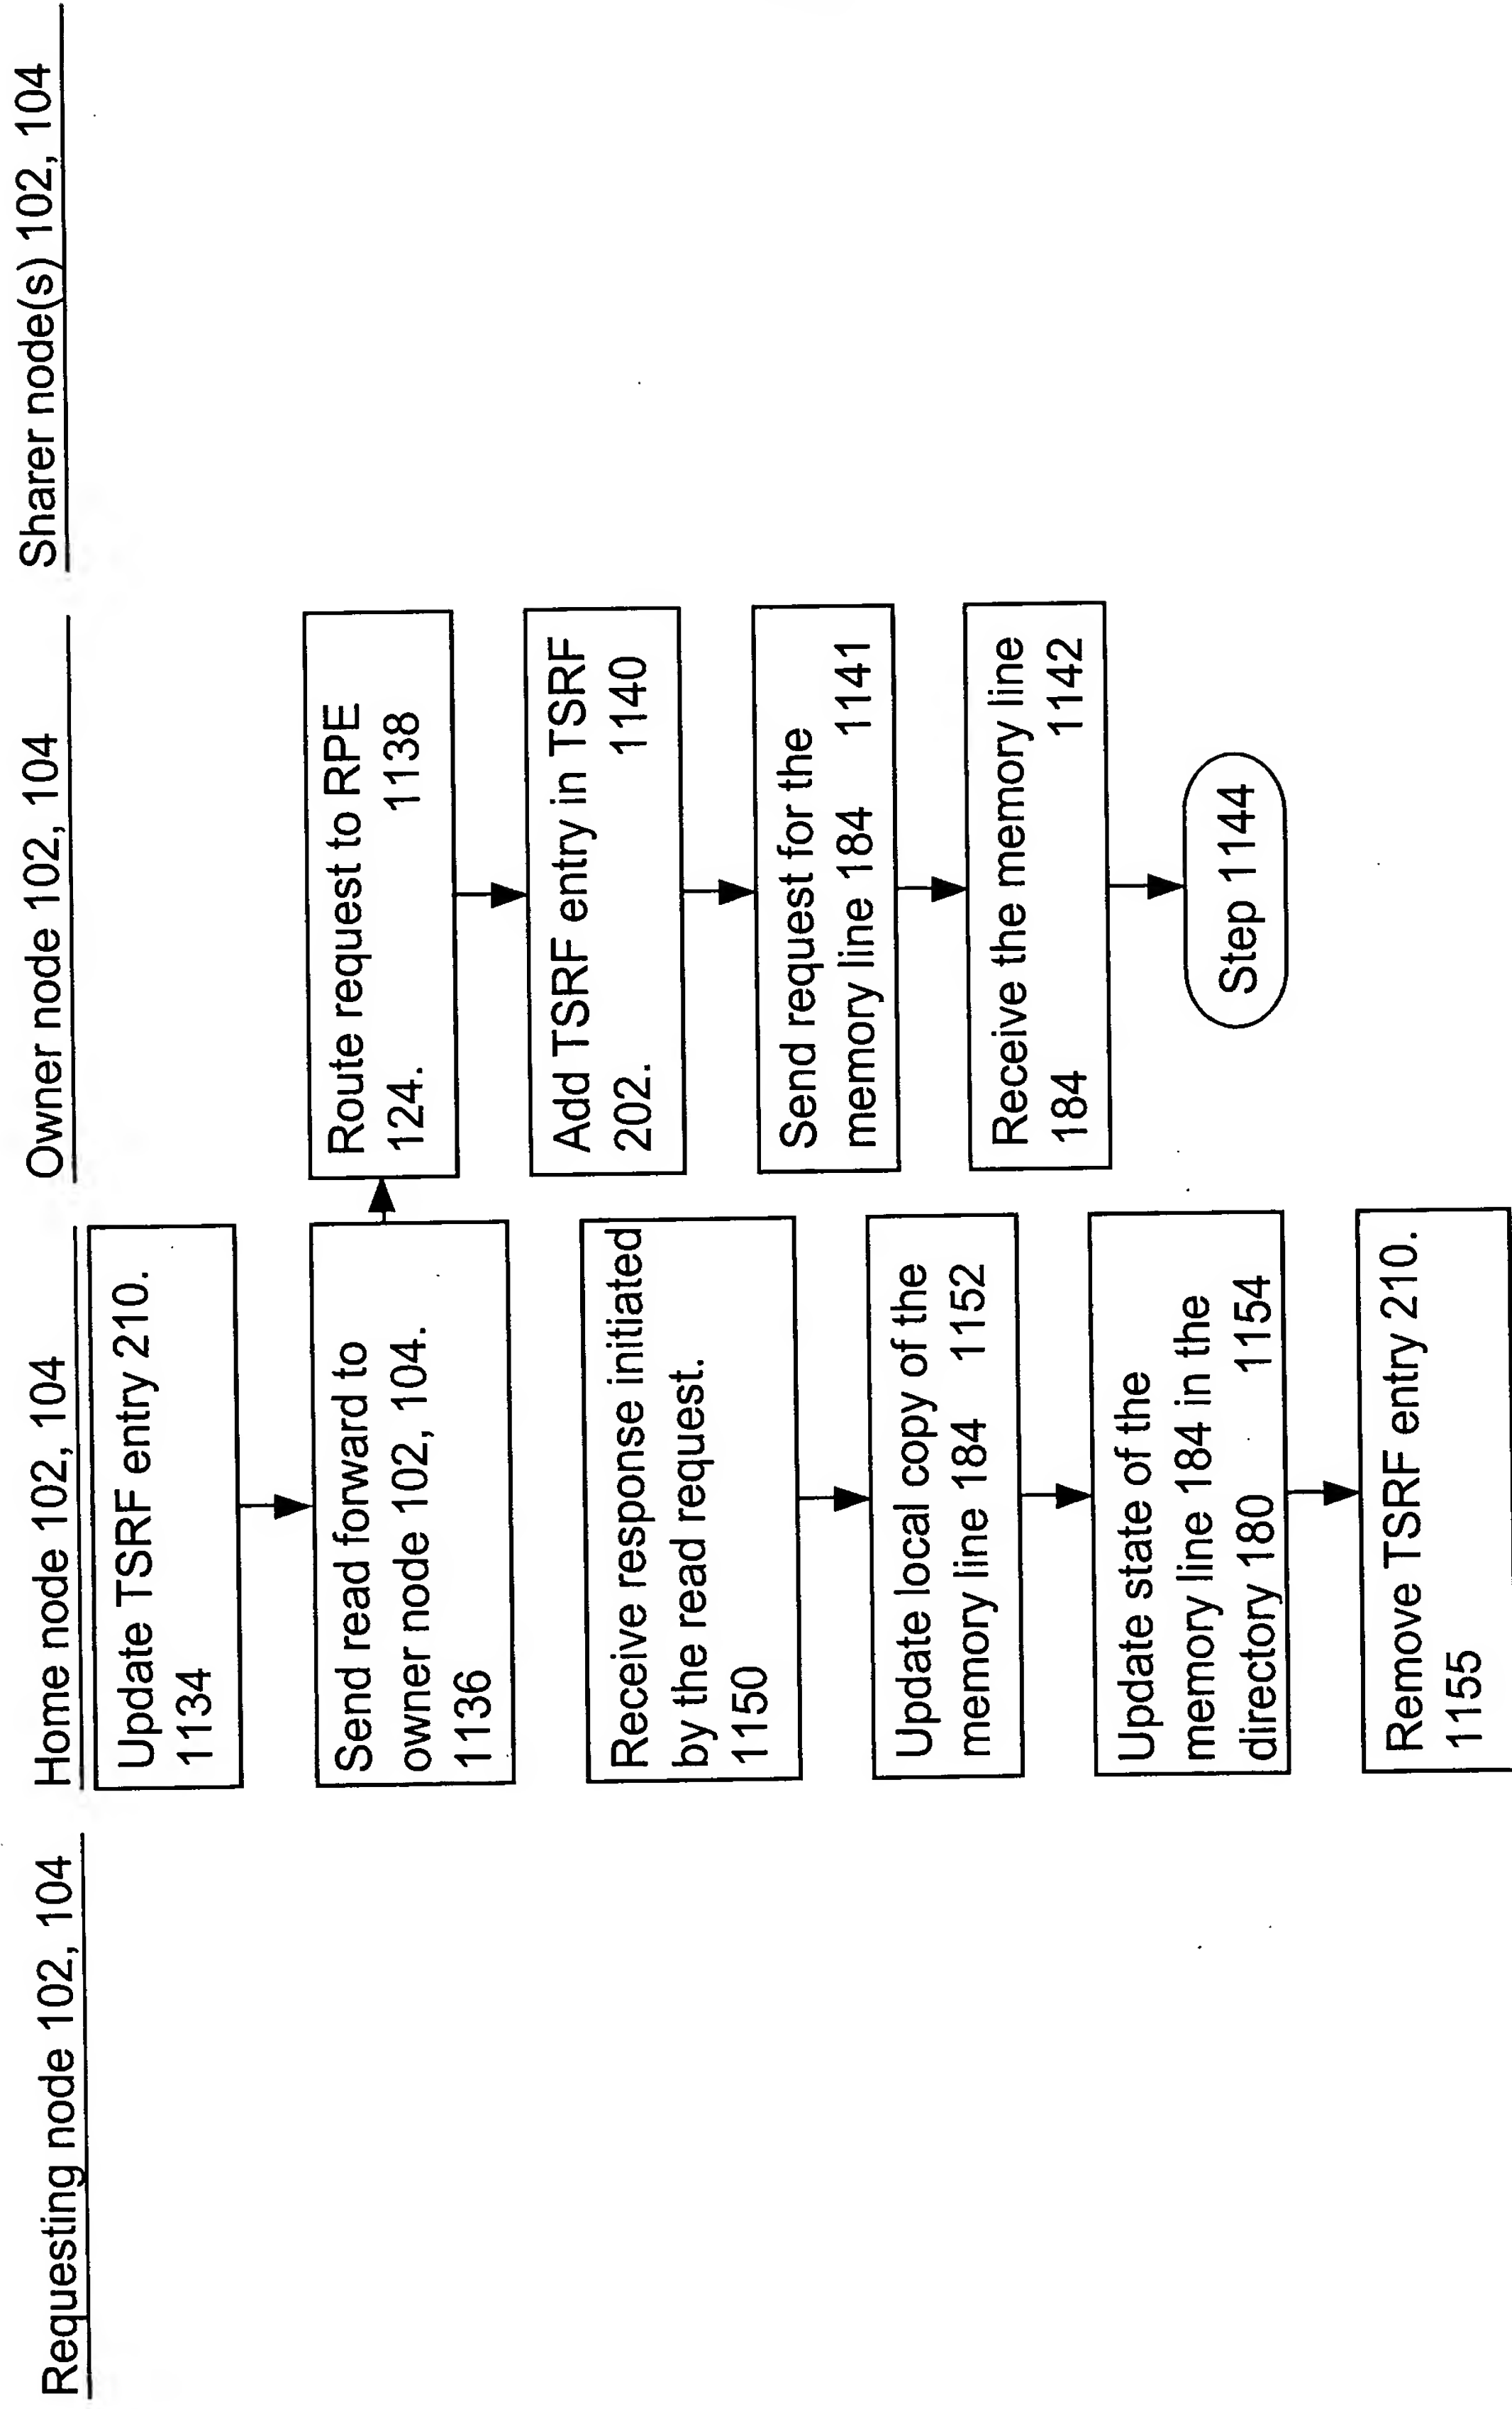 Requesting node 102, 104
Home node 102, 104
Owner node 102, 104
Sharer node(s) 102, 104
Update TSRF entry 210.
1134
Send read forward to
owner node 102, 104.
1136
Receive response initiated
by the read request.
1150
Update local copy of the
memory line 184 1152
Update state of the
memory line 184 in the
directory 180 1154
Remove TSRF entry 210.
1155
Route request to RPE
124. 1138
Add TSRF entry in TSRF
202. 1140
Send request for the
memory line 184 1141
Receive the memory line
184 1142
Step 1144